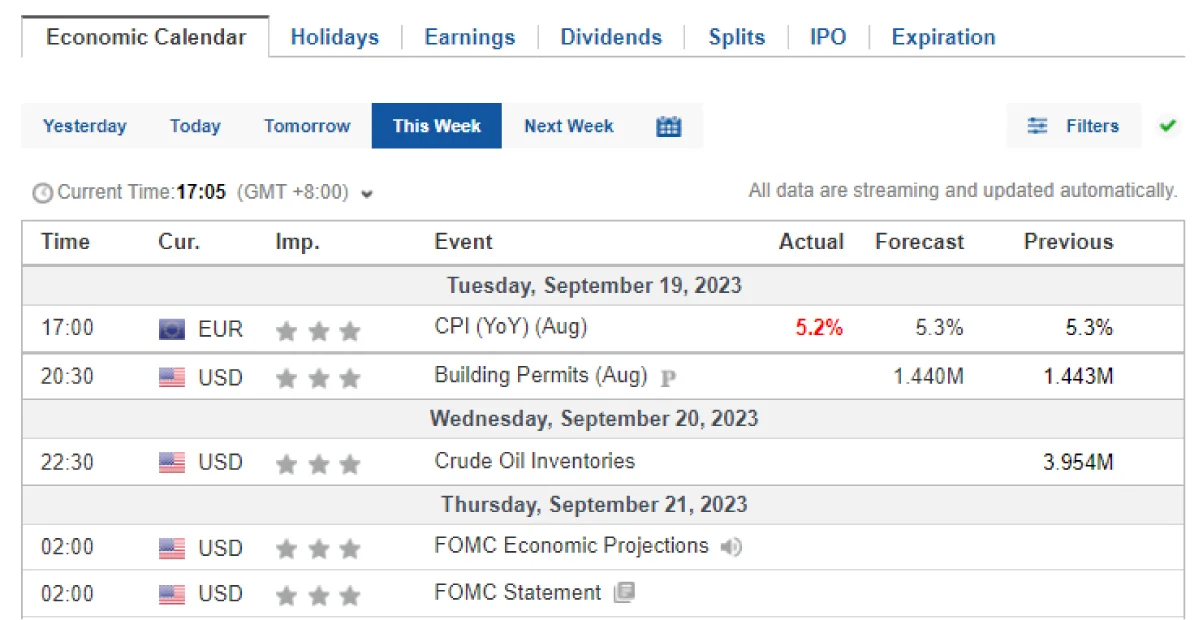 Economic Calendar Holidays Earnings Dividends Splits IPO Expiration
Yesterday Today Tomorrow This Week Next Week Filters
Current Time:17:05 (GMT +8:00) All data are streaming and updated automatically.
Time Cur. Imp. Event Actual Forecast Previous
Tuesday, September 19, 2023
17:00 EUR CPI (YoY) (Aug) 5.2% 5.3% 5.3%
20:30 USD Building Permits (Aug) P 1.440M 1.443M
Wednesday, September 20, 2023
22:30 USD Crude Oil Inventories 3.954M
Thursday, September 21, 2023
02:00 USD FOMC Economic Projections
02:00 USD FOMC Statement